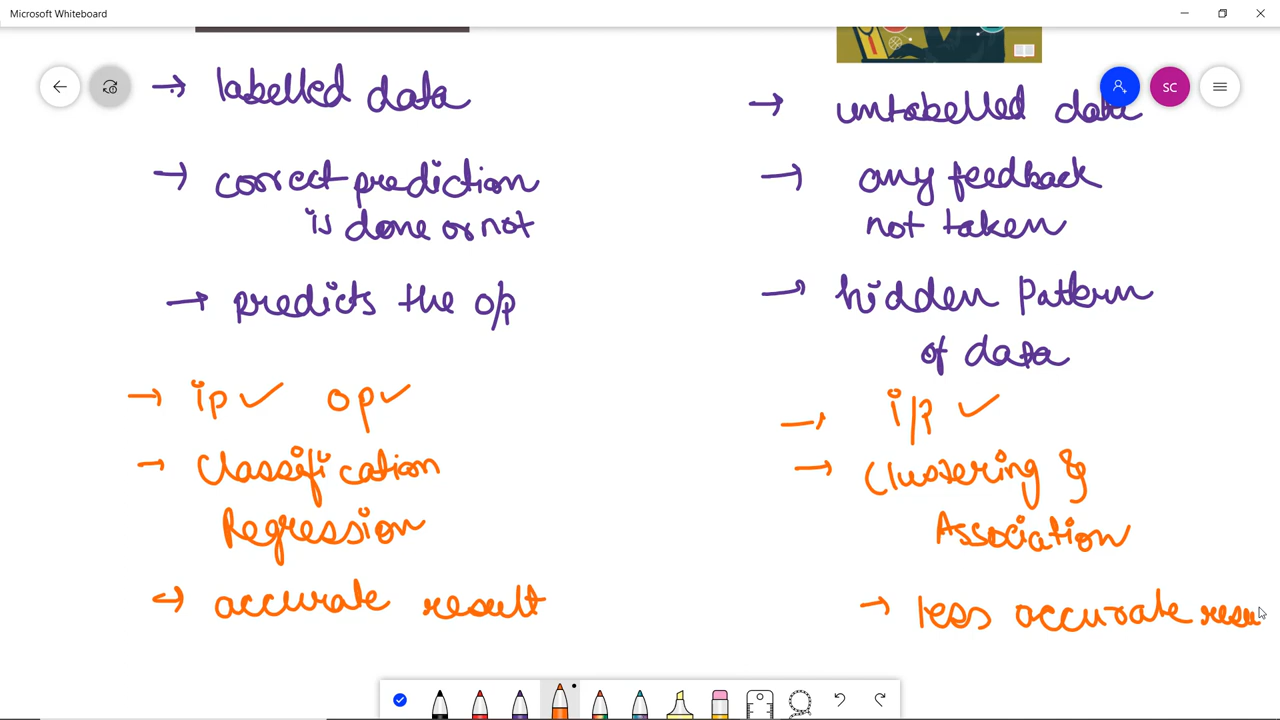 Microsoft Whiteboard
SC
→ labelled data
→ correct prediction
is done or not
→ predicts the o/p
→ ip ✓ op ✓
→ Classification
Regression
→ accurate result
→ unlabelled data
→ any feedback
not taken
→ hidden Pattern
of data
→ i/p ✓
→ Clustering &
Association
→ less accurate resu